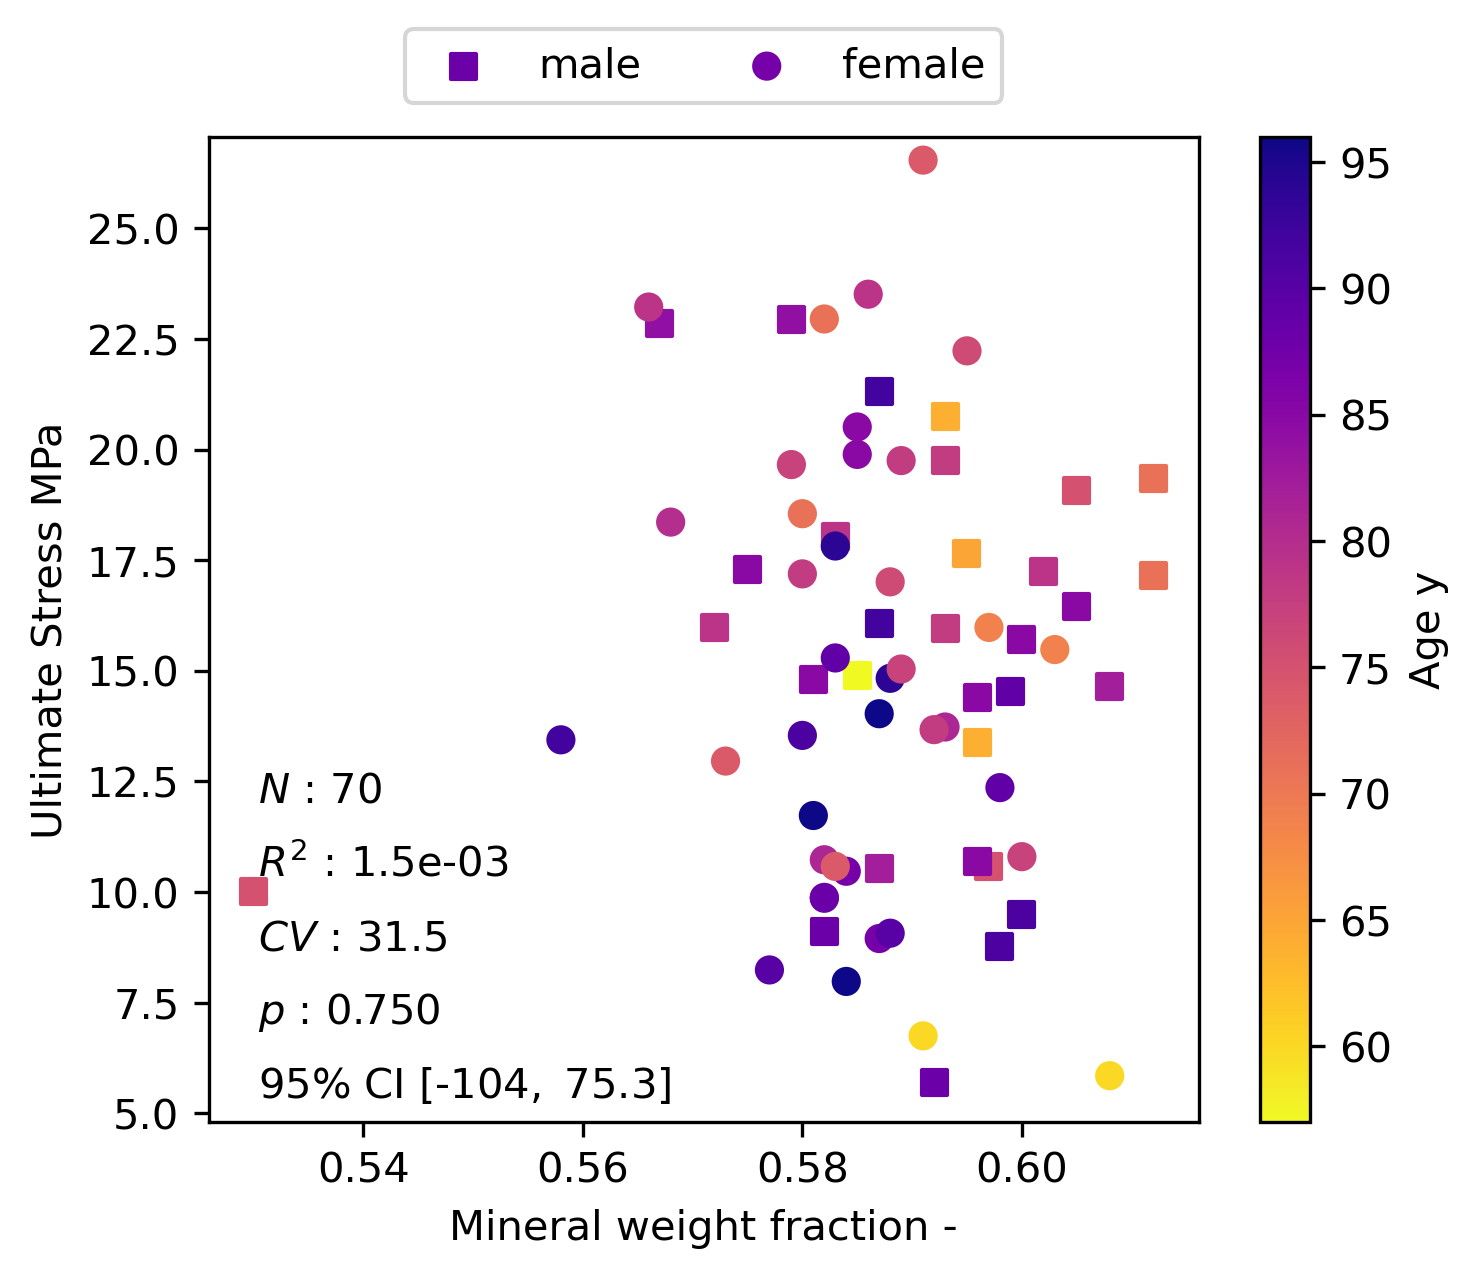 male female
25.0
22.5
20.0
17.5
15.0
12.5
10.0
7.5
5.0
Ultimate Stress MPa
N : 70
R² : 1.5e-03
CV : 31.5
p : 0.750
95% CI [-104, 75.3]
0.54 0.56 0.58 0.60
Mineral weight fraction -
95
90
85
80
75
70
65
60
Age y